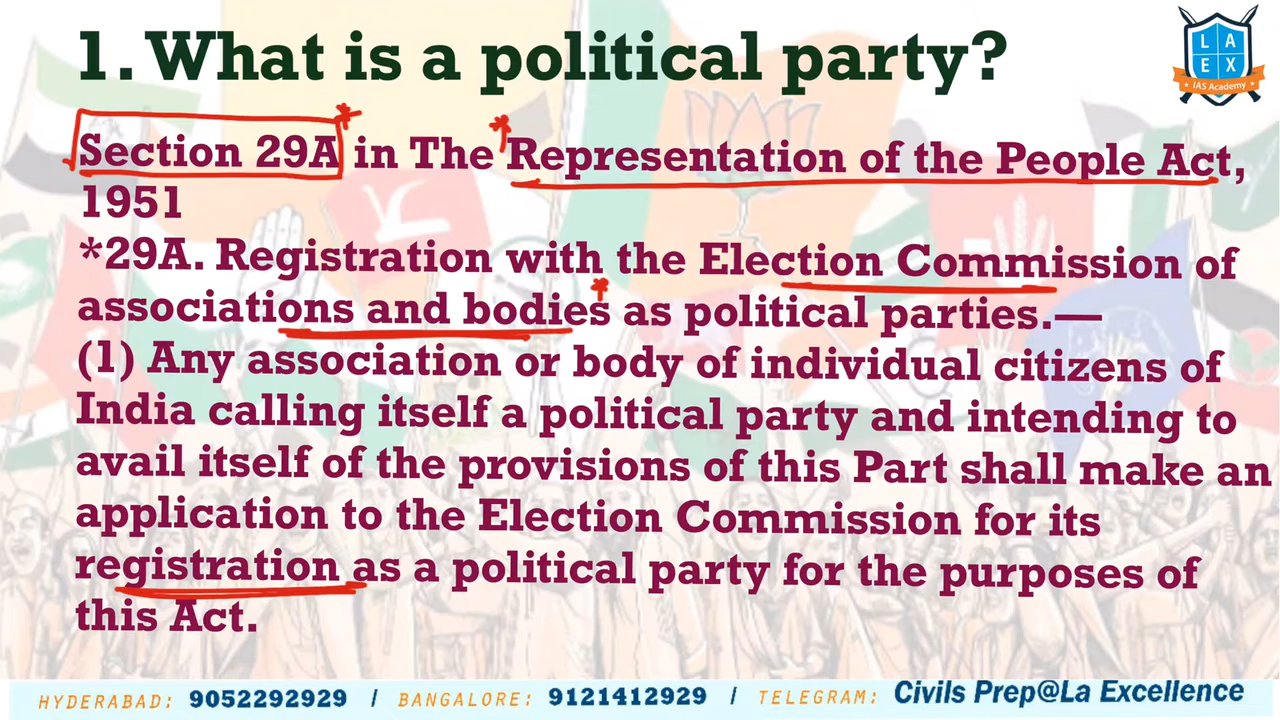 1. What is a political party?
L A
E X
IAS Academy
Section 29A in The Representation of the People Act,
1951
*29A. Registration with the Election Commission of
associations and bodies as political parties.—
(1) Any association or body of individual citizens of
India calling itself a political party and intending to
avail itself of the provisions of this Part shall make an
application to the Election Commission for its
registration as a political party for the purposes of
this Act.
HYDERABAD: 9052292929 / BANGALORE: 9121412929 / TELEGRAM: Civils Prep@La Excellence